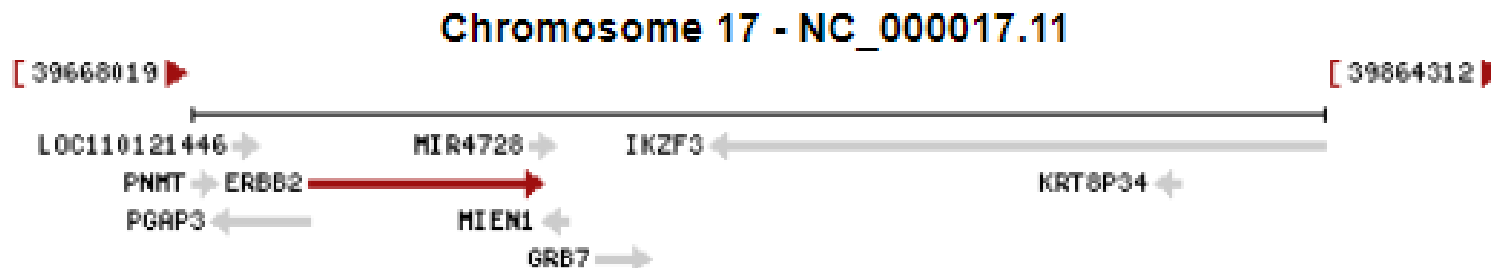 Chromosome 17 - NC_000017.11
[ 39668019 [ 39864312
LOC110121446 MIR4728 IKZF3
PNMT ERBB2 KRT8P34
PGAP3 MIEN1
GRB7